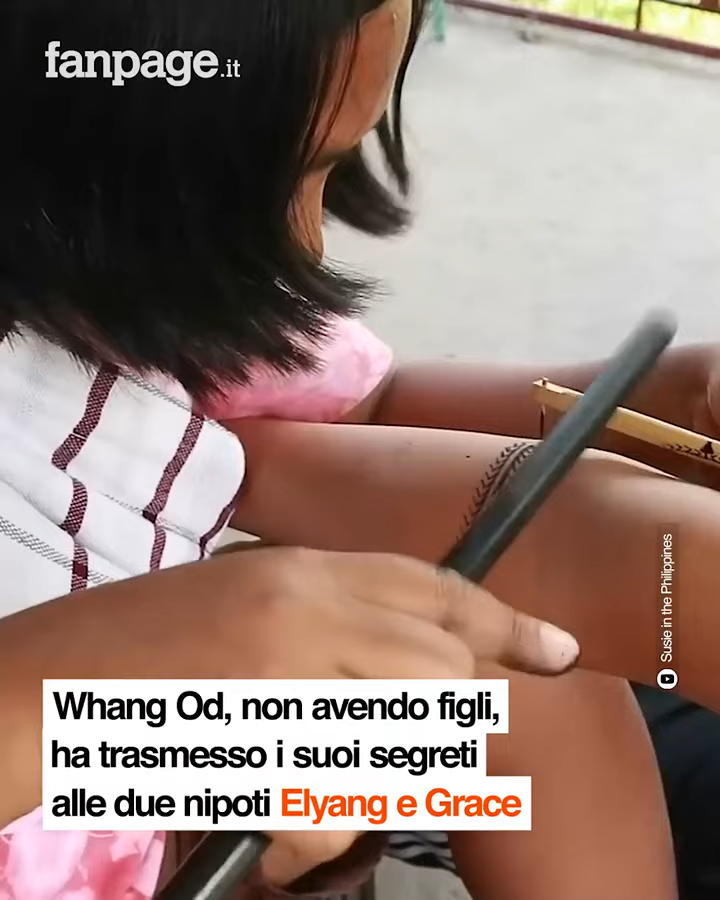 fanpage.it
Susie in the Philippines
Whang Od, non avendo figli,
ha trasmesso i suoi segreti
alle due nipoti Elyang e Grace